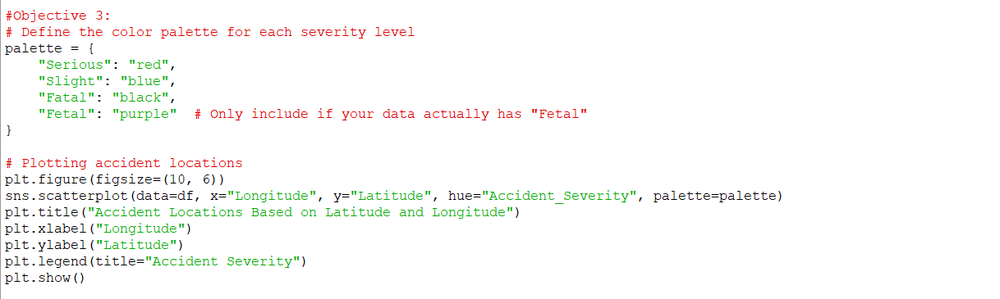 #Objective 3:
# Define the color palette for each severity level
palette = {
    "Serious": "red",
    "Slight": "blue",
    "Fatal": "black",
    "Fetal": "purple"  # Only include if your data actually has "Fetal"
}

# Plotting accident locations
plt.figure(figsize=(10, 6))
sns.scatterplot(data=df, x="Longitude", y="Latitude", hue="Accident_Severity", palette=palette)
plt.title("Accident Locations Based on Latitude and Longitude")
plt.xlabel("Longitude")
plt.ylabel("Latitude")
plt.legend(title="Accident Severity")
plt.show()